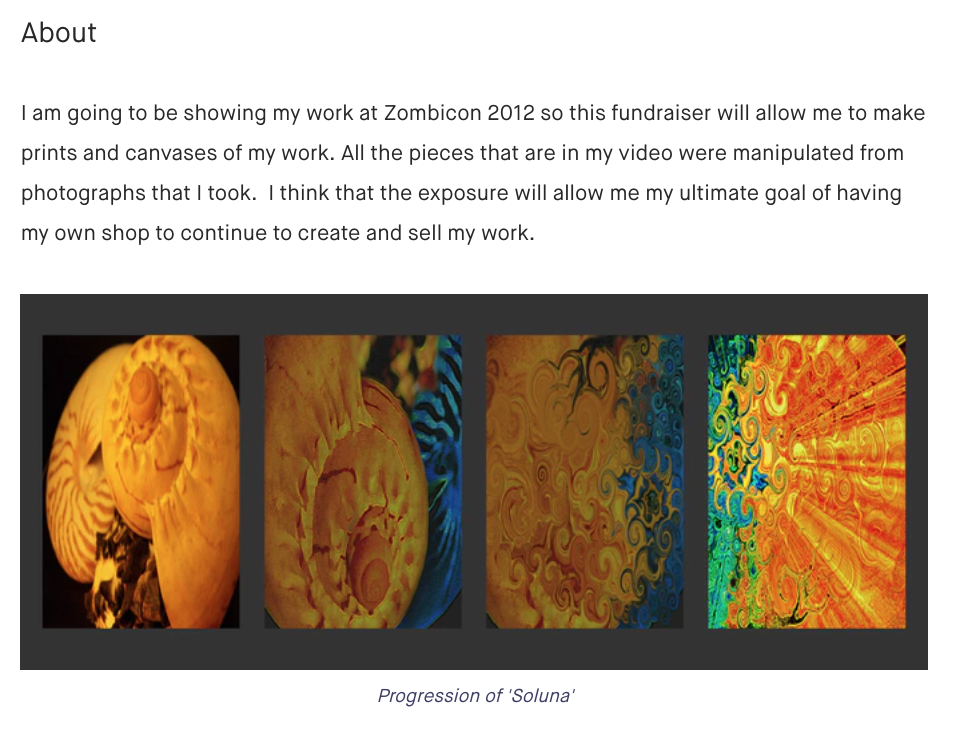 About
I am going to be showing my work at Zombicon 2012 so this fundraiser will allow me to make
prints and canvases of my work. All the pieces that are in my video were manipulated from
photographs that I took.  I think that the exposure will allow me my ultimate goal of having
my own shop to continue to create and sell my work.
Progression of 'Soluna'